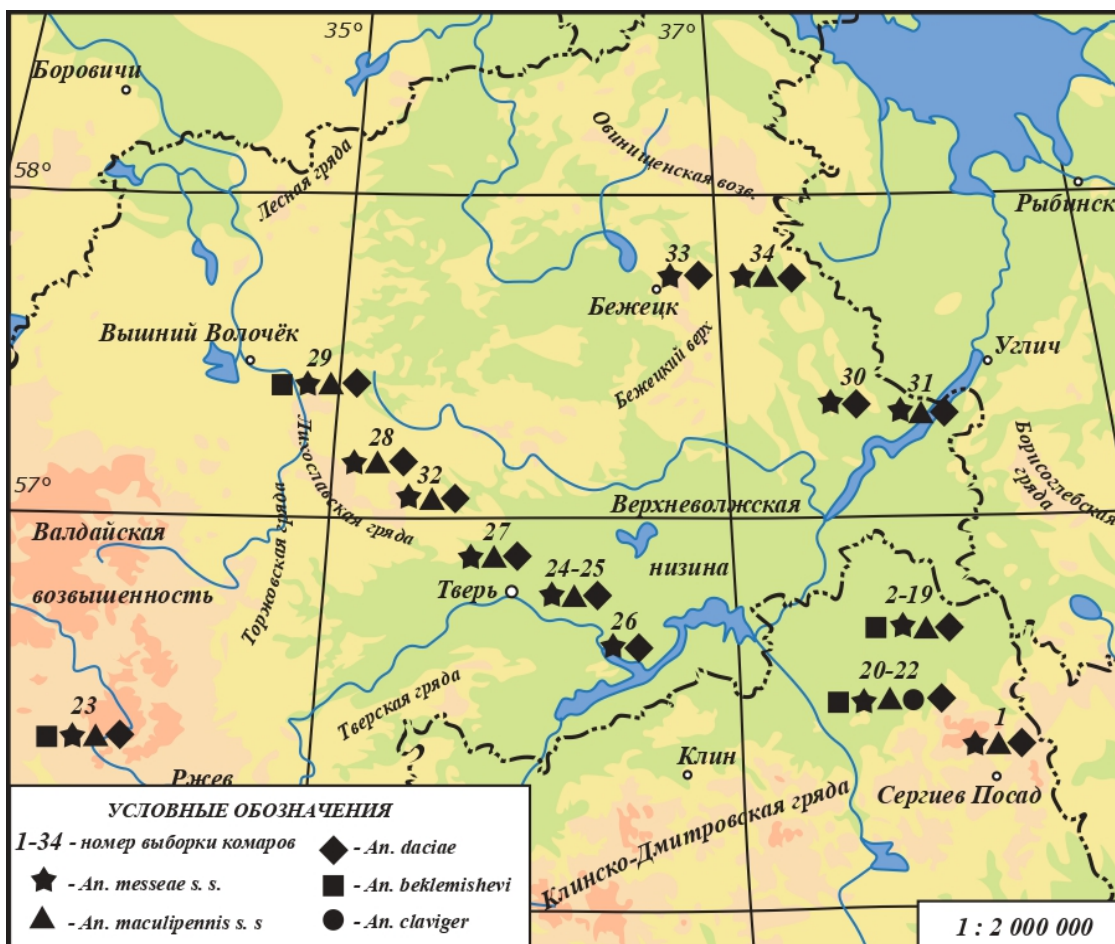 35°
37°
Боровичи
Овинищенская возв.
Лесная гряда
58°
Рыбинск
33
34
Бежецк
Вышний Волочёк
Углич
29
Бежецкий верх
30
31
Лихославская гряда
28
32
Борисоглебская гряда
57°
Верхневолжская
Валдайская
Торжовская гряда
27
низина
24-25
Тверь
возвышенность
2-19
26
20-22
Тверская гряда
23
1
Клин
Ржев
Сергиев Посад
Клинско-Дмитровская гряда
УСЛОВНЫЕ ОБОЗНАЧЕНИЯ
1-34 - номер выборки комаров
- An. daciae
- An. messeae s. s.
- An. beklemishevi
- An. maculipennis s. s
- An. claviger
1 : 2 000 000